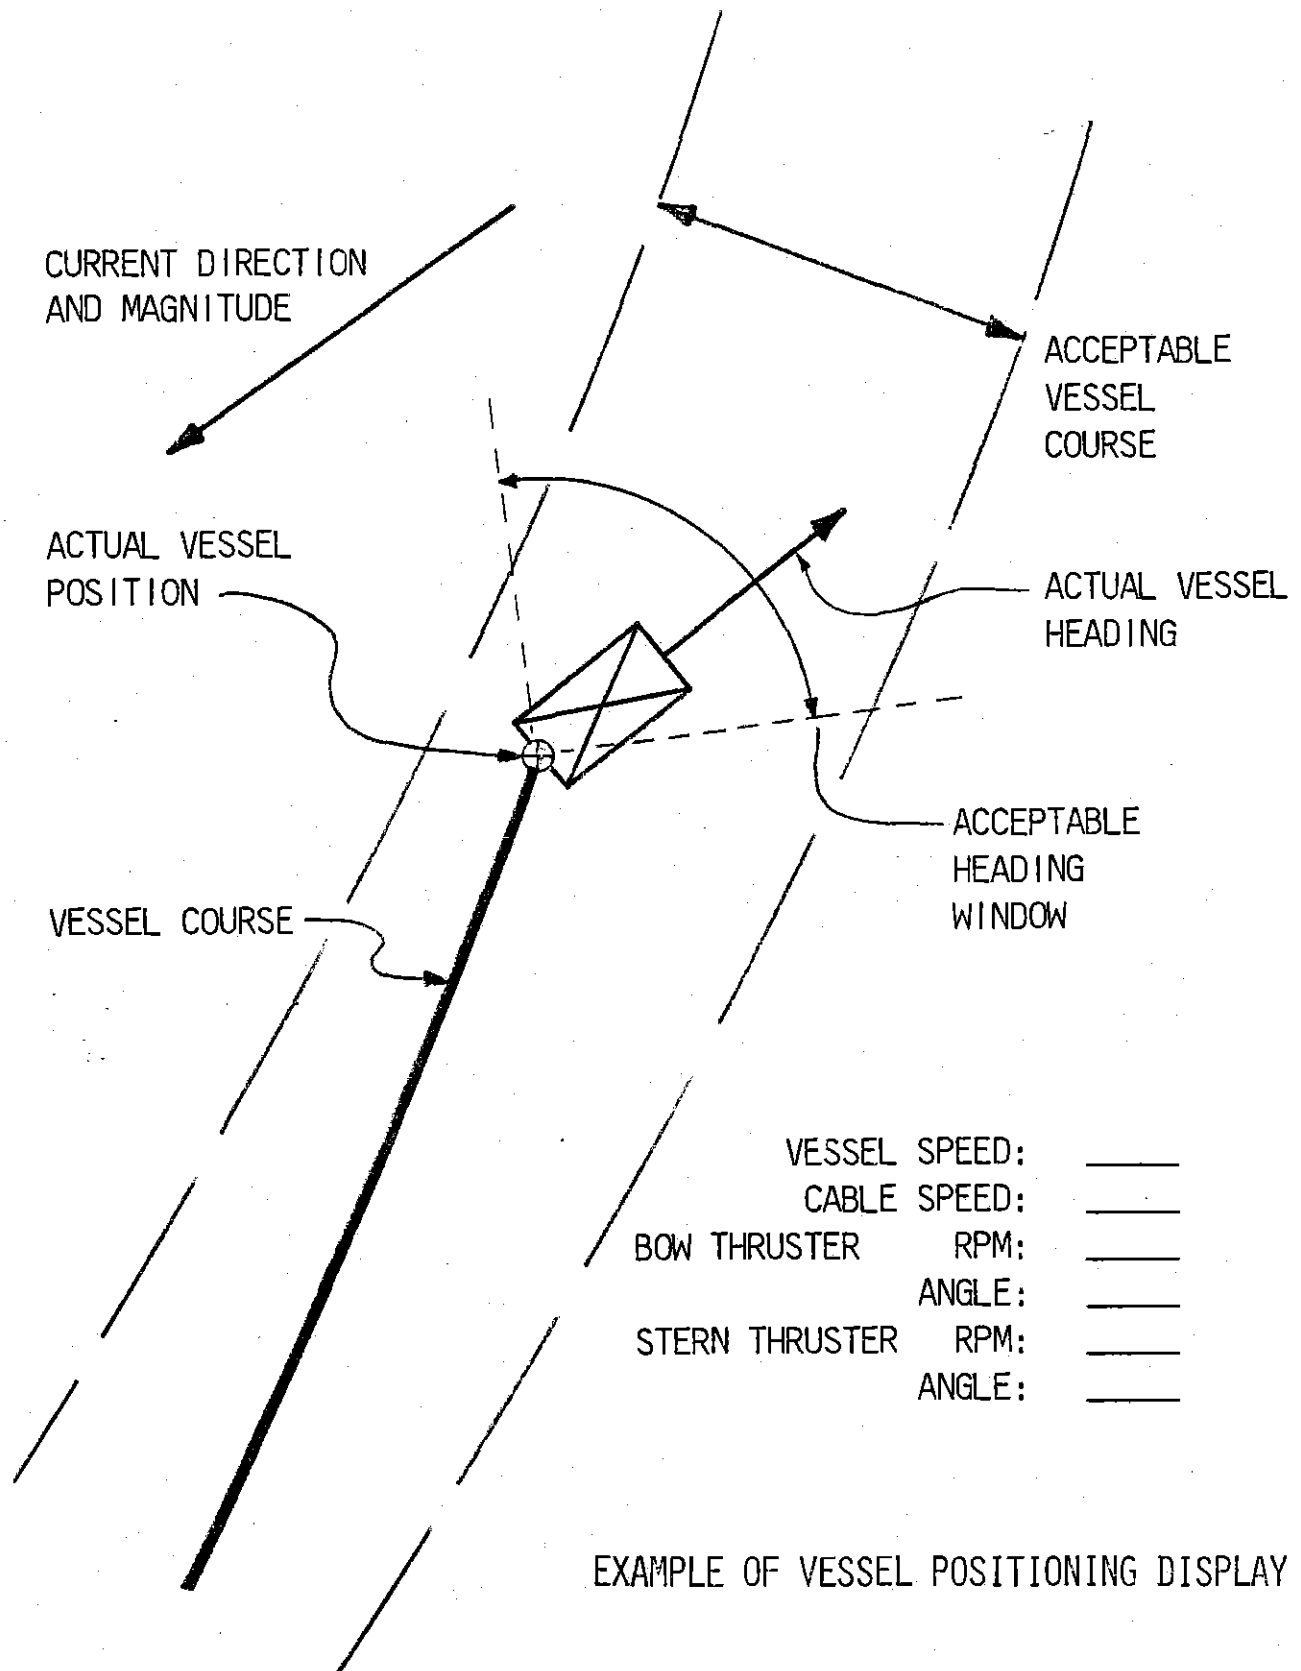 CURRENT DIRECTION
AND MAGNITUDE
ACCEPTABLE
VESSEL
COURSE
ACTUAL VESSEL
POSITION
ACTUAL VESSEL
HEADING
ACCEPTABLE
HEADING
WINDOW
VESSEL COURSE
VESSEL SPEED:
CABLE SPEED:
BOW THRUSTER RPM:
ANGLE:
STERN THRUSTER RPM:
ANGLE:
EXAMPLE OF VESSEL POSITIONING DISPLAY